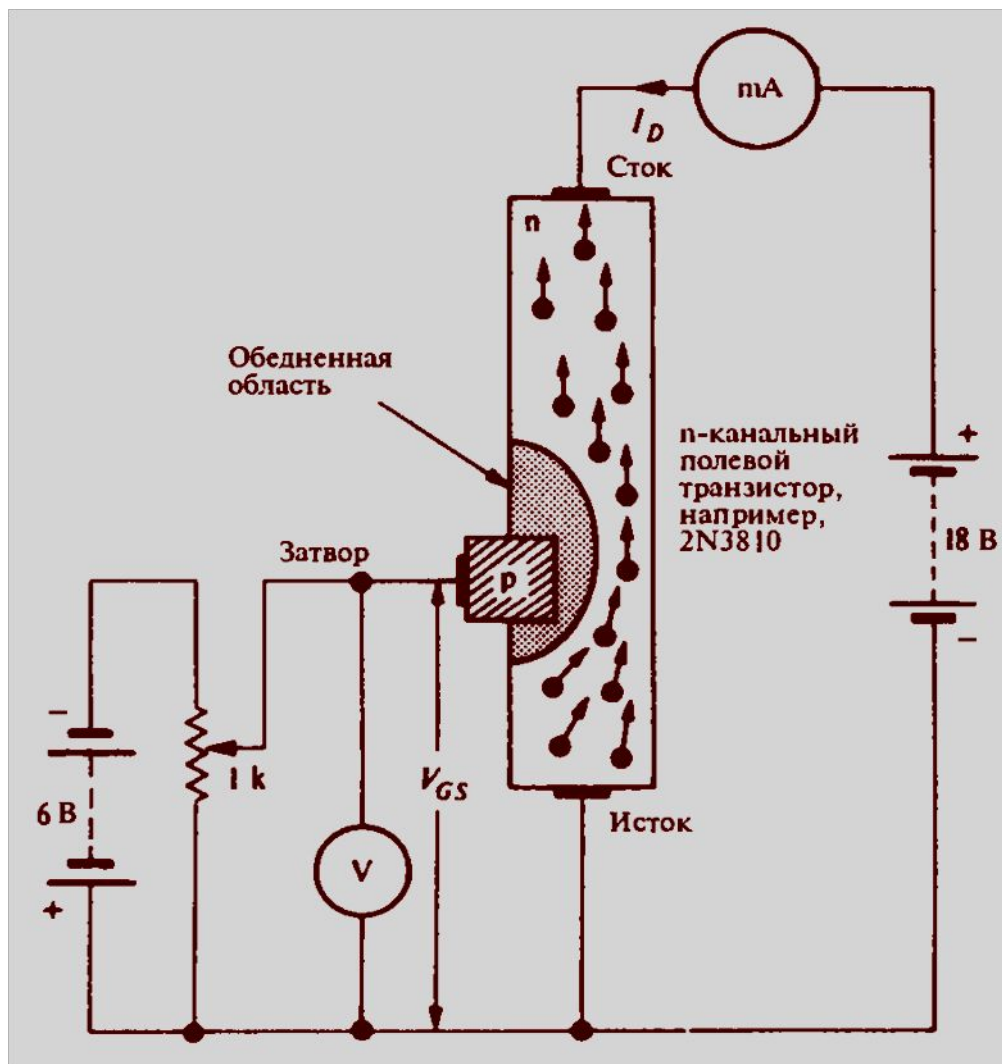 mA
I_D
Сток
n
Обедненная
область
n-канальный
полевой
транзистор,
например,
2N3810
+
18 В
−
Затвор
p
−
1 k
6 В
+
V_GS
V
Исток